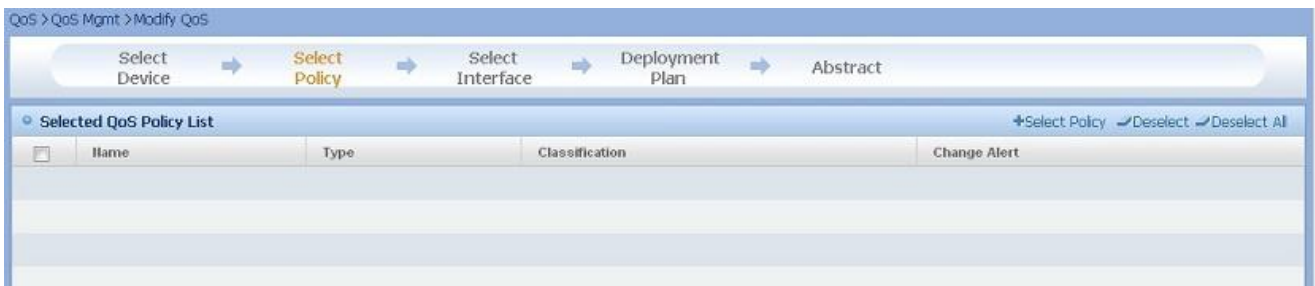 QoS > QoS Mgmt > Modify QoS
Select Device
Select Policy
Select Interface
Deployment Plan
Abstract
Selected QoS Policy List
+Select Policy Deselect Deselect All
Name Type Classification Change Alert